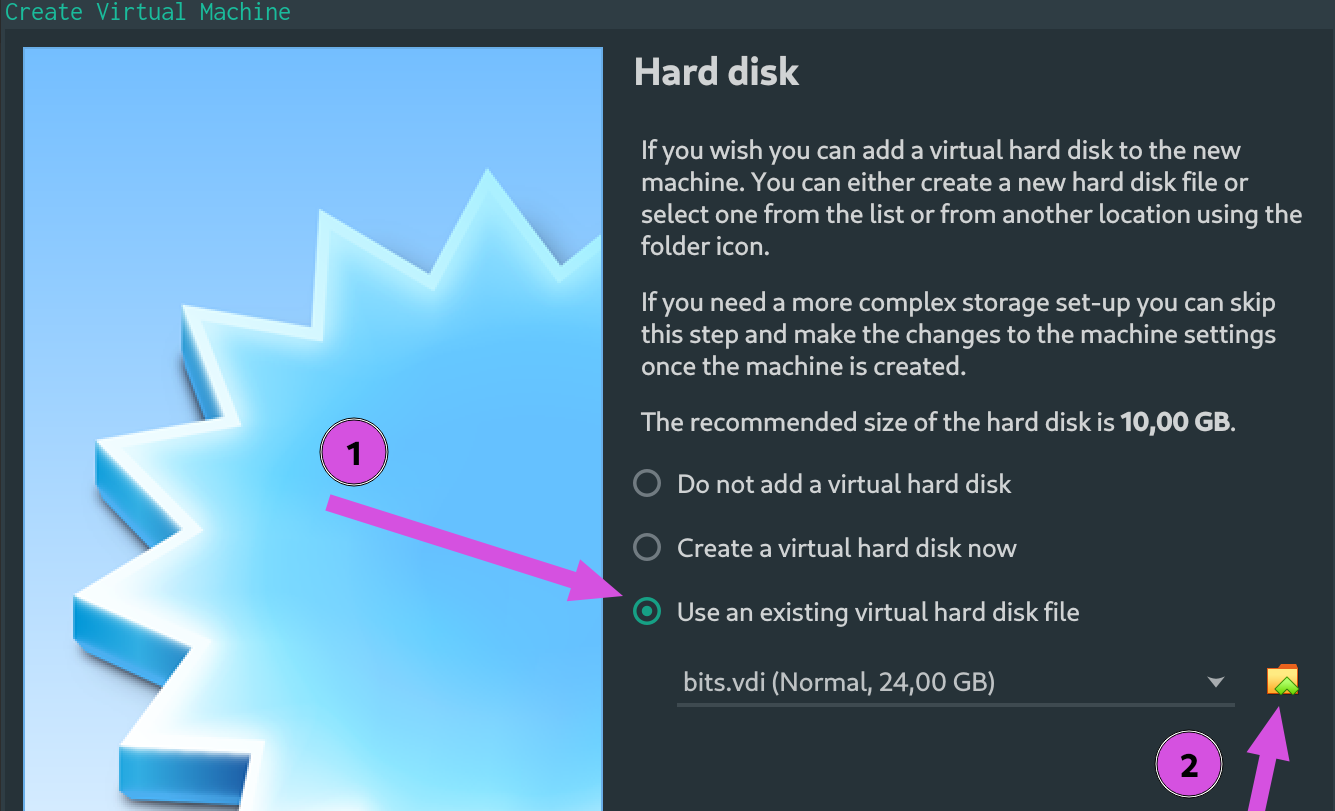 Create Virtual Machine
Hard disk
If you wish you can add a virtual hard disk to the new
machine. You can either create a new hard disk file or
select one from the list or from another location using the
folder icon.
If you need a more complex storage set-up you can skip
this step and make the changes to the machine settings
once the machine is created.
The recommended size of the hard disk is 10,00 GB.
1
Do not add a virtual hard disk
Create a virtual hard disk now
Use an existing virtual hard disk file
bits.vdi (Normal, 24,00 GB)
2